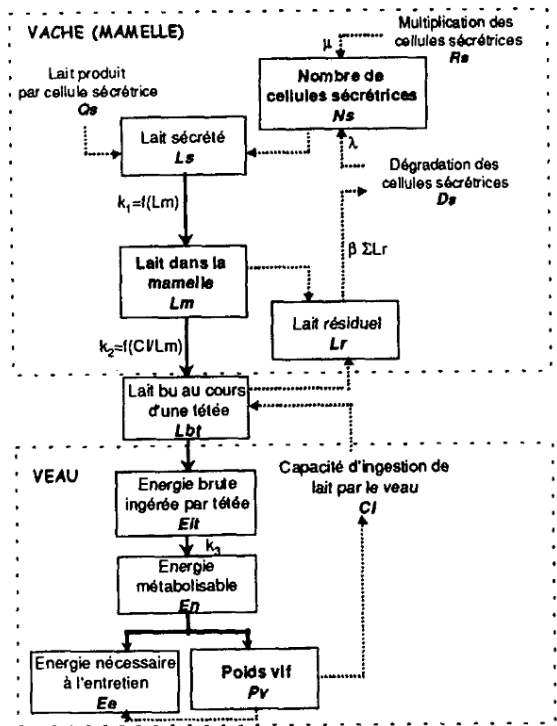 VACHE (MAMELLE)
Multiplication des
cellules sécrétrices
Rs
μ
Lait produit
par cellule sécrétrice
Qs
Nombre de
cellules sécrétrices
Ns
Lait sécrété
Ls
λ
Dégradation des
cellules sécrétrices
Ds
k1=f(Lm)
β ΣLr
Lait dans la
mamelle
Lm
Lait résiduel
Lr
k2=f(CI/Lm)
Lait bu au cours
d'une tétée
Lbt
VEAU
Capacité d'ingestion de
lait par le veau
CI
Energie brute
ingérée par tétée
Eit
k3
Energie
métabolisable
En
Energie nécessaire
à l'entretien
Ee
Poids vif
Pv